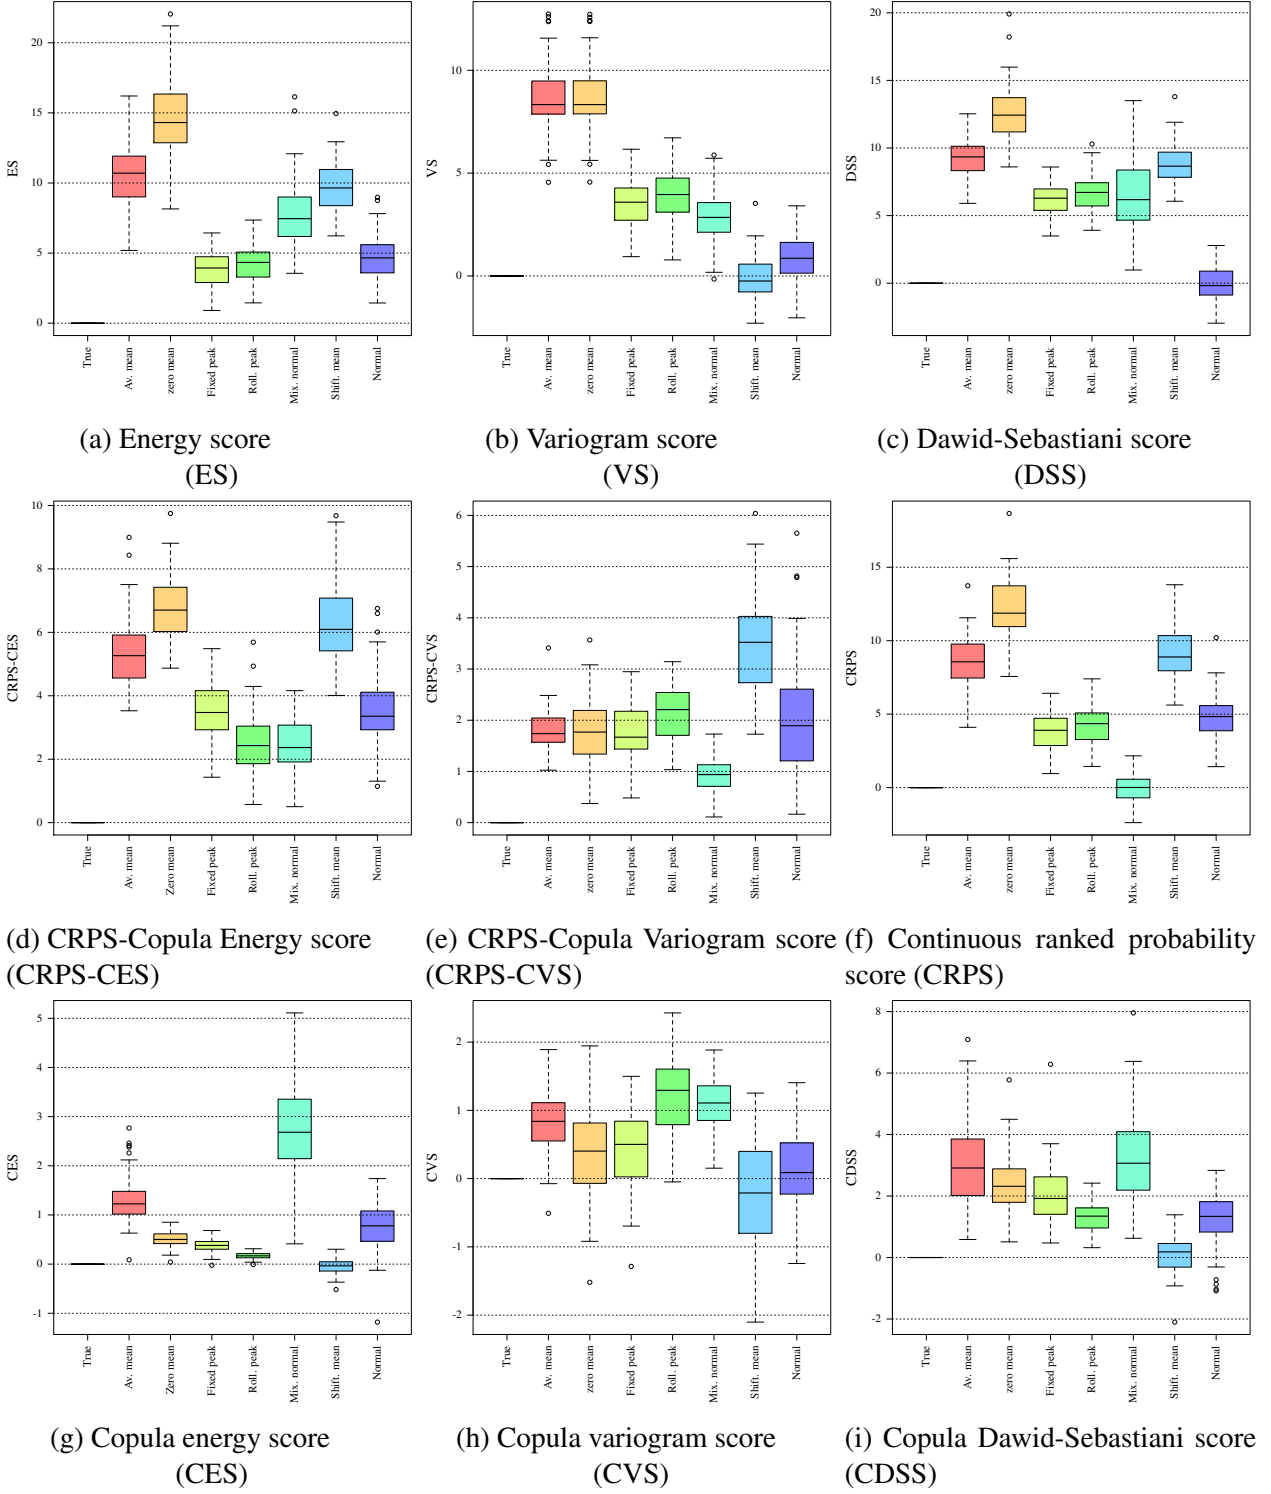 ES
20
15
10
5
0
True
Av. mean
zero mean
Fixed peak
Roll. peak
Mix. normal
Shift. mean
Normal
(a) Energy score
(ES)
VS
10
5
0
True
Av. mean
zero mean
Fixed peak
Roll. peak
Mix. normal
Shift. mean
Normal
(b) Variogram score
(VS)
DSS
20
15
10
5
0
True
Av. mean
zero mean
Fixed peak
Roll. peak
Mix. normal
Shift. mean
Normal
(c) Dawid-Sebastiani score
(DSS)
CRPS-CES
10
8
6
4
2
0
True
Av. mean
Zero mean
Fixed peak
Roll. peak
Mix. normal
Shift. mean
Normal
(d) CRPS-Copula Energy score
(CRPS-CES)
CRPS-CVS
6
5
4
3
2
1
0
True
Av. mean
zero mean
Fixed peak
Roll. peak
Mix. normal
Shift. mean
Normal
(e) CRPS-Copula Variogram score
(CRPS-CVS)
CRPS
15
10
5
0
True
Av. mean
Zero mean
Fixed peak
Roll. peak
Mix. normal
Shift. mean
Normal
(f) Continuous ranked probability
score (CRPS)
CES
5
4
3
2
1
0
-1
True
Av. mean
Zero mean
Fixed peak
Roll. peak
Mix. normal
Shift. mean
Normal
(g) Copula energy score
(CES)
CVS
2
1
0
-1
-2
True
Av. mean
zero mean
Fixed peak
Roll. peak
Mix. normal
Shift. mean
Normal
(h) Copula variogram score
(CVS)
CDSS
8
6
4
2
0
-2
True
Av. mean
Zero mean
Fixed peak
Roll. peak
Mix. normal
Shift. mean
Normal
(i) Copula Dawid-Sebastiani score
(CDSS)